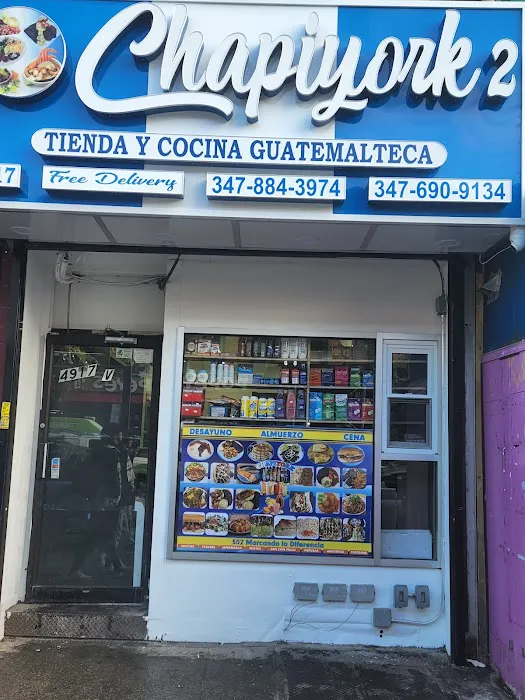 Chapiyork 2
TIENDA Y COCINA GUATEMALTECA
17
Free Delivery
347-884-3974
347-690-9134
4917
DESAYUNO ALMUERZO CENA
502 Marcando la Diferencia